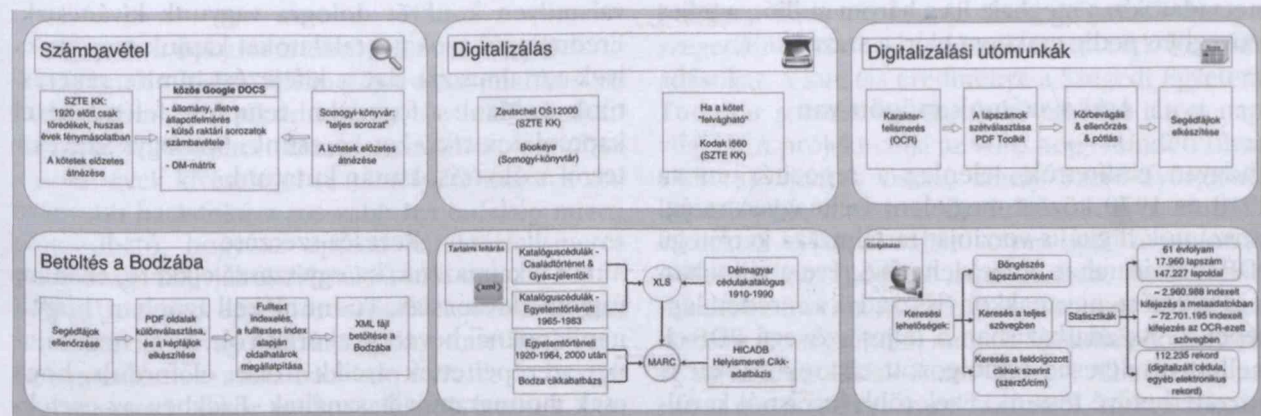 Számbavétel
SZTE KK:
1920 előtt csak
töredékek, huszas
évek fénymásolatban
A kötetek előzetes
átnézése
közös Google DOCS
- állomány, illetve
állapotfelmérés
- külső raktári sorozatok
- DM-mátrix
Somogyi-könyvtár:
"teljes sorozat"
A kötetek előzetes
átnézése
Digitalizálás
Zeutschel OS12000
(SZTE KK)
Bookeye
(Somogyi-könyvtár)
Ha a kötet
"felvágható":
Kodak i660
(SZTE KK)
Digitalizálási utómunkák
Karakter-
felismerés
(OCR)
A lapszámok
szétválasztása
PDF Toolkit
Körbevágás
& ellenőrzés
& pótlás
Segédfájlok
elkészítése
Betöltés a Bodzába
Segédfájlok
ellenőrzése
PDF oldalak
különválasztása,
és a képfájlok
elkészítése
Fulltext
indexelés,
a fulltextes index
alapján
oldalhatárok
megállapítása
XML fájl
betöltése a
Bodzába
Tartalmi feltárás
(xml)
Katalóguscédulák -
Családtörténet &
Gyászjelentők
Katalóguscédulák -
Egyetemtörténeti
1965-1983
Egyetemtörténeti
1920-1964, 2000 után
Bodza cikkabatbázis
XLS
MARC
Délmagyar
cédulakatalógus
1910-1990
HICADB
Helyismereti Cikk-
adatbázis
Keresési
lehetőségek:
Böngészés
lapszámonként
Keresés a teljes
szövegben
Keresés a feldolgozott
cikkek szerint
(szerző/cím)
Statisztikák
61 évfolyam
17.960 lapszám
147.227 lapoldal
~ 2.960.988 indexelt
kifejezés a metaadatokban
~ 72.701.195 indexelt
kifejezés az OCR-ezett
szövegben
112.235 rekord
(digitalizált cédula,
egyéb elektronikus
rekord)